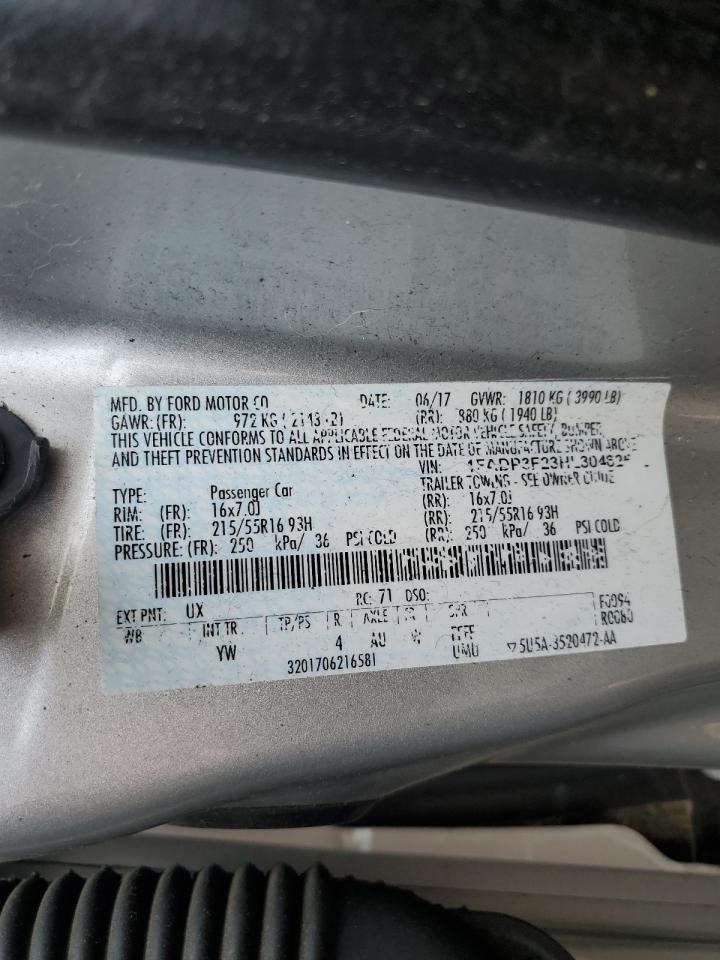 MFD. BY FORD MOTOR CO DATE: 06/17 GVWR: 1810 KG ( 3990 LB)
GAWR: (FR): 972 KG ( (RR): 880 KG ( 1940 LB)
THIS VEHICLE CONFORMS TO ALL APPLICABLE FEDERAL MOTOR VEHICLE SAFETY, BUMPER,
AND THEFT PREVENTION STANDARDS IN EFFECT ON THE DATE OF MANUFACTURE SHOWN ABOVE
VIN:
TYPE: Passenger Car TRAILER TOWING - SEE OWNER GUIDE
RIM: (FR): 16x7.0J (RR): 16x7.0J
TIRE: (FR): 215/55R16 93H (RR): 215/55R16 93H
PRESSURE: (FR): 250 kPa/ 36 PSI COLD (RR): 250 kPa/ 36 PSI COLD
EXT PNT: UX RC: 71 DSO:
WB INT TR TP/PS R AXLE TR SPR
YW 4 AU W
3201706216581
UMU
▽5U5A-3520472-AA